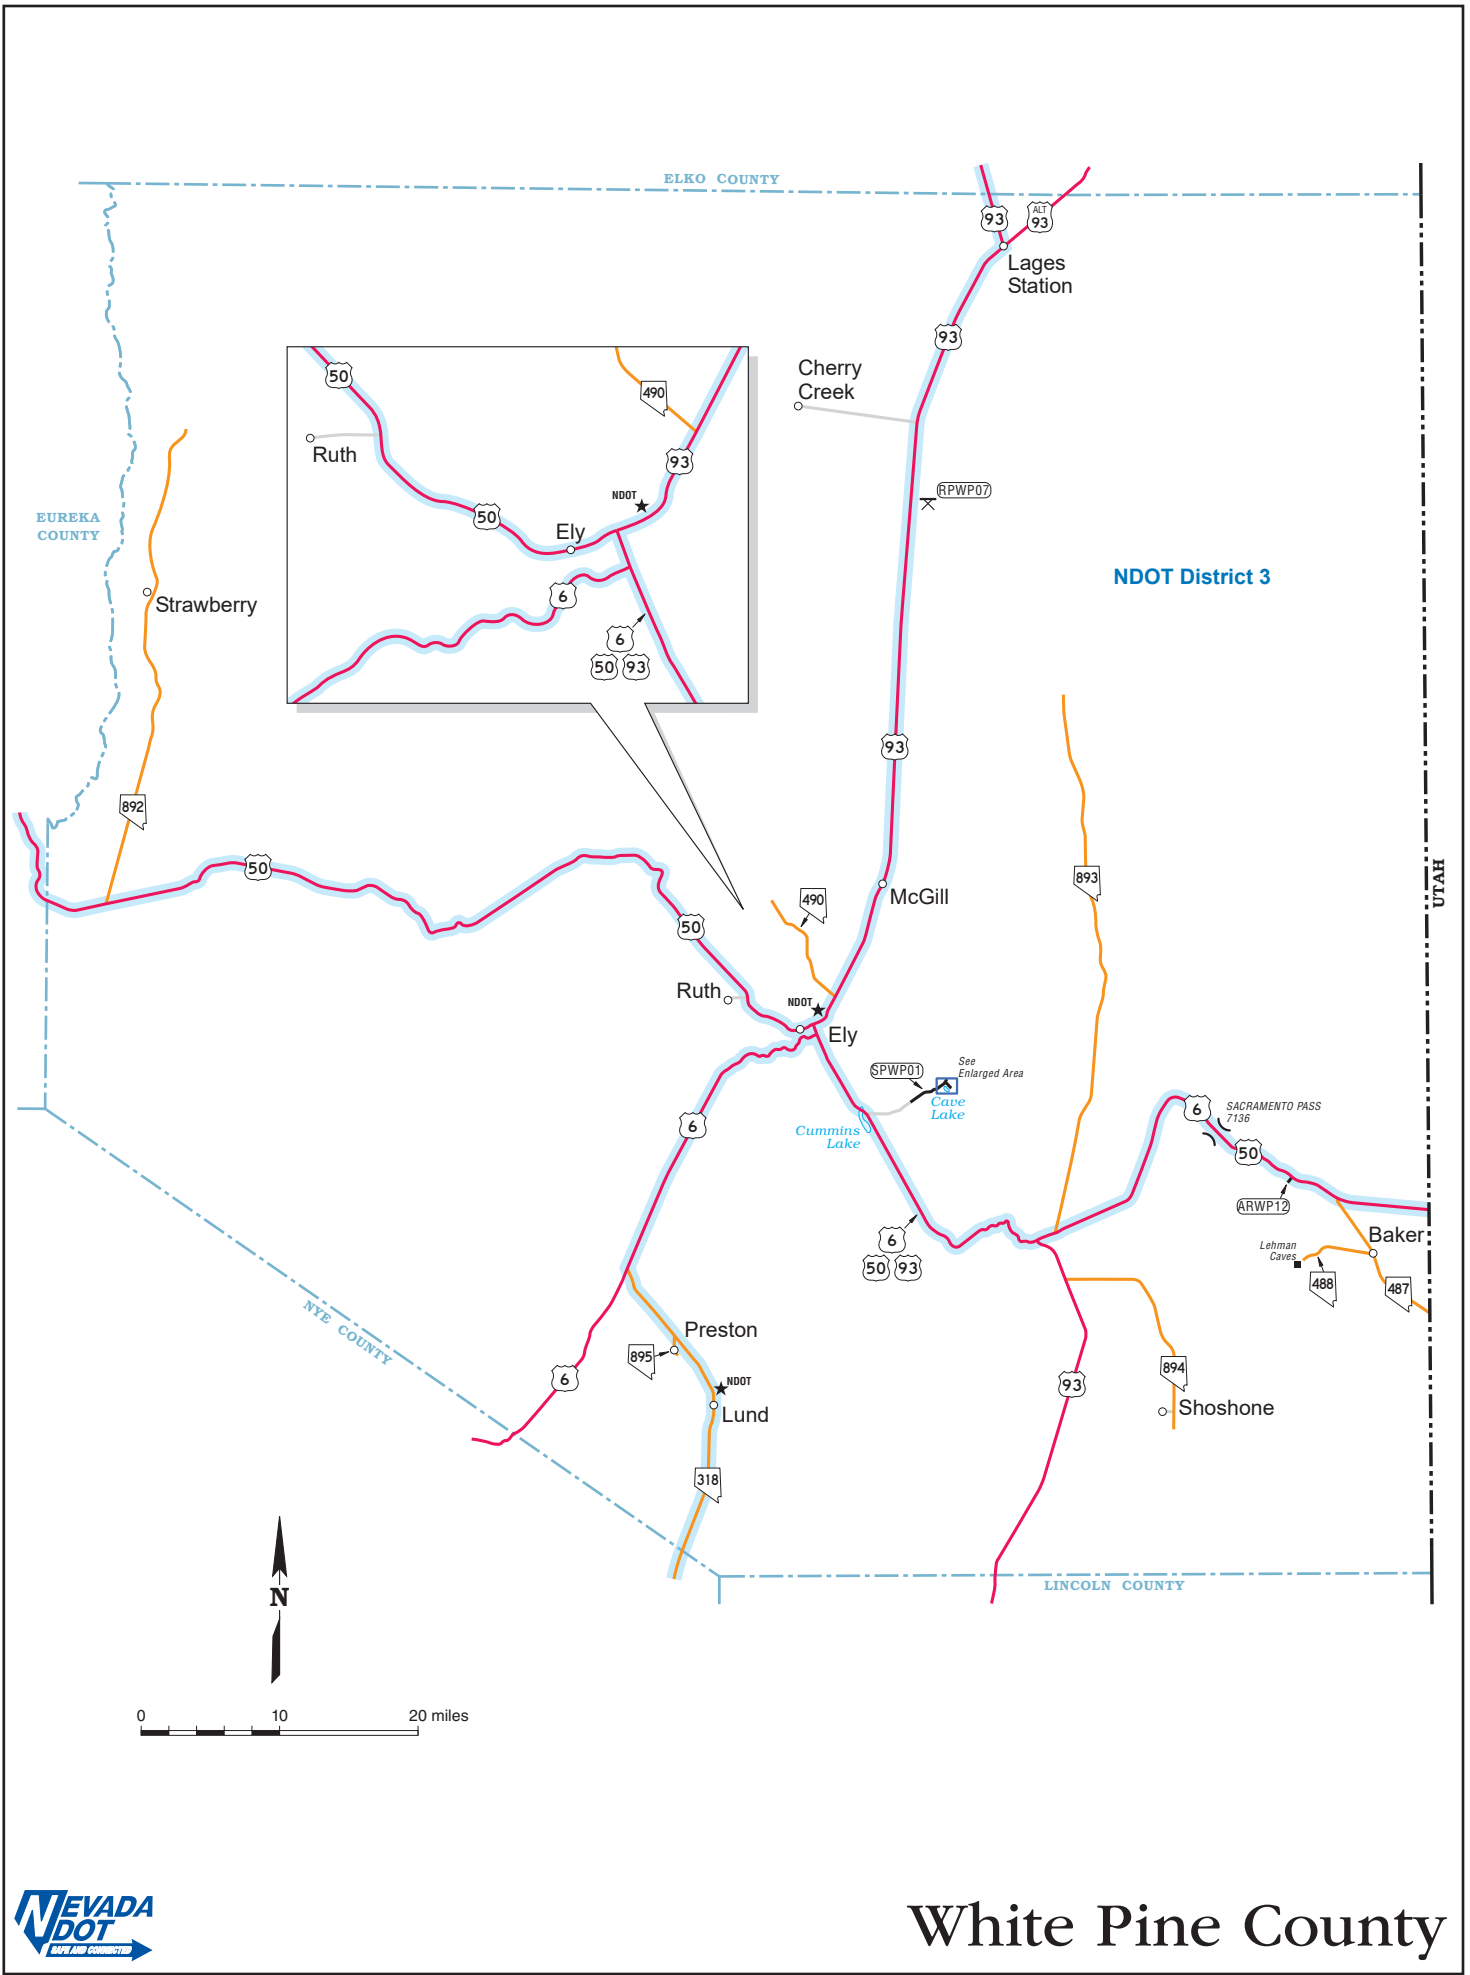 ELKO COUNTY
93
ALT
93
Lages
Station
93
Cherry
Creek
50
490
Ruth
93
NDOT
50
Ely
6
6
50 93
RPWP07
EUREKA
COUNTY
NDOT District 3
Strawberry
93
892
50
893
UTAH
McGill
490
50
Ruth
NDOT
Ely
SPWP01
See
Enlarged Area
Cave
Lake
Cummins
Lake
6
6
SACRAMENTO PASS
7136
50
ARWP12
6
50 93
Baker
Lehman
Caves
488
487
NYE COUNTY
Preston
895
6
NDOT
Lund
93
894
Shoshone
318
LINCOLN COUNTY
N
0 10 20 miles
NEVADA
DOT
SAFE AND CONNECTED
White Pine County